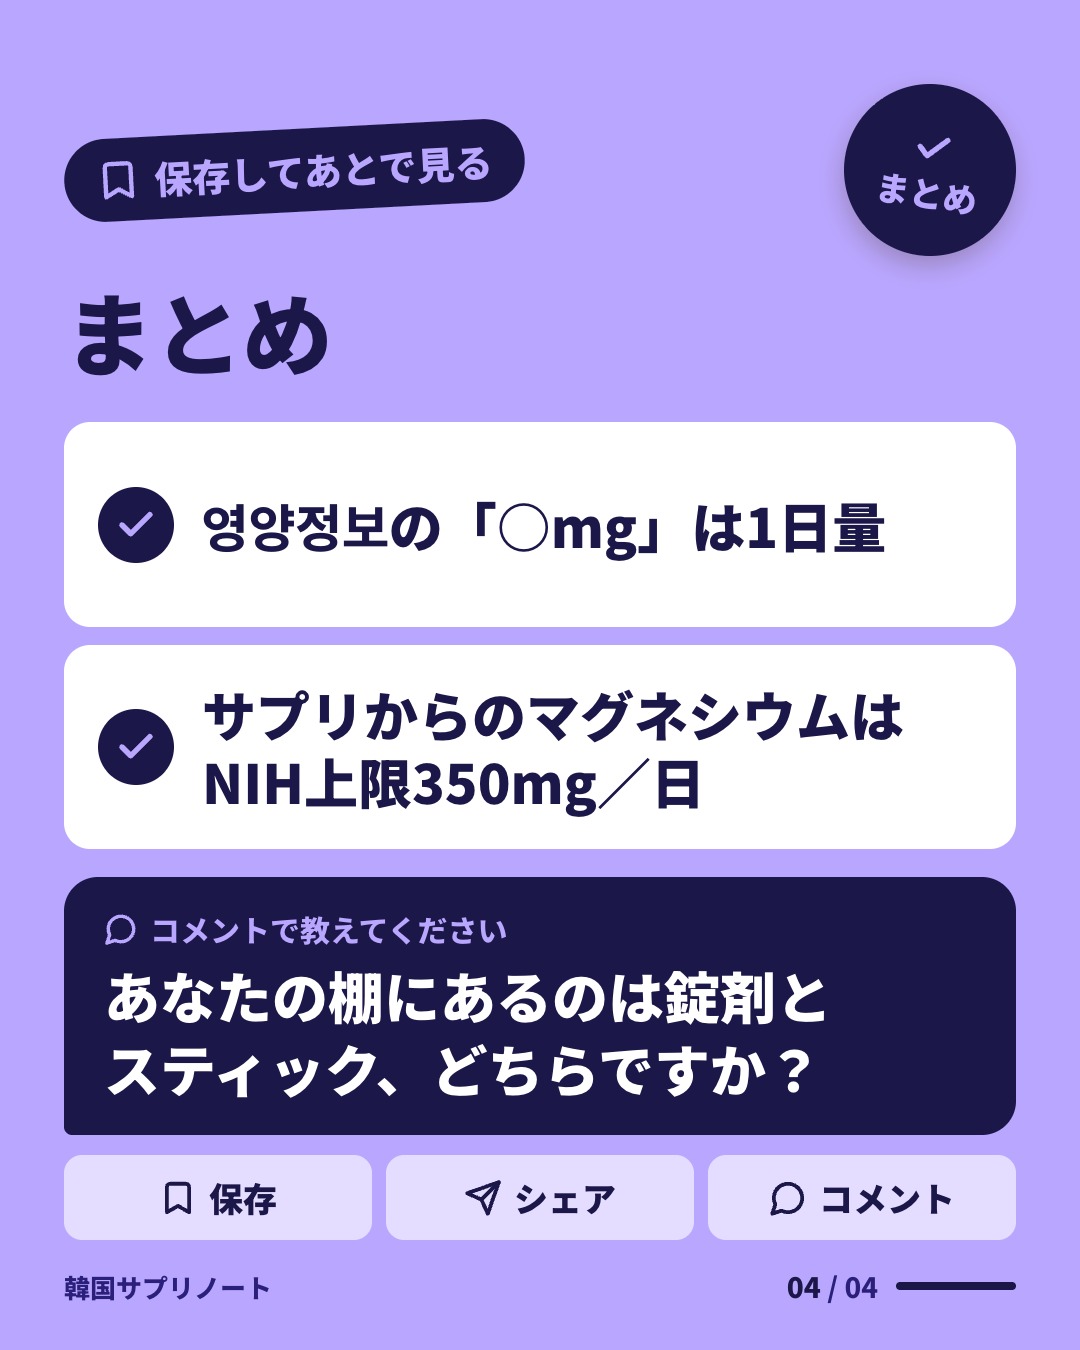 保存してあとで見る
まとめ
まとめ
영양정보の「○mg」は1日量
サプリからのマグネシウムは
NIH上限350mg／日
コメントで教えてください
あなたの棚にあるのは錠剤と
スティック、どちらですか？
保存
シェア
コメント
韓国サプリノート
04 / 04